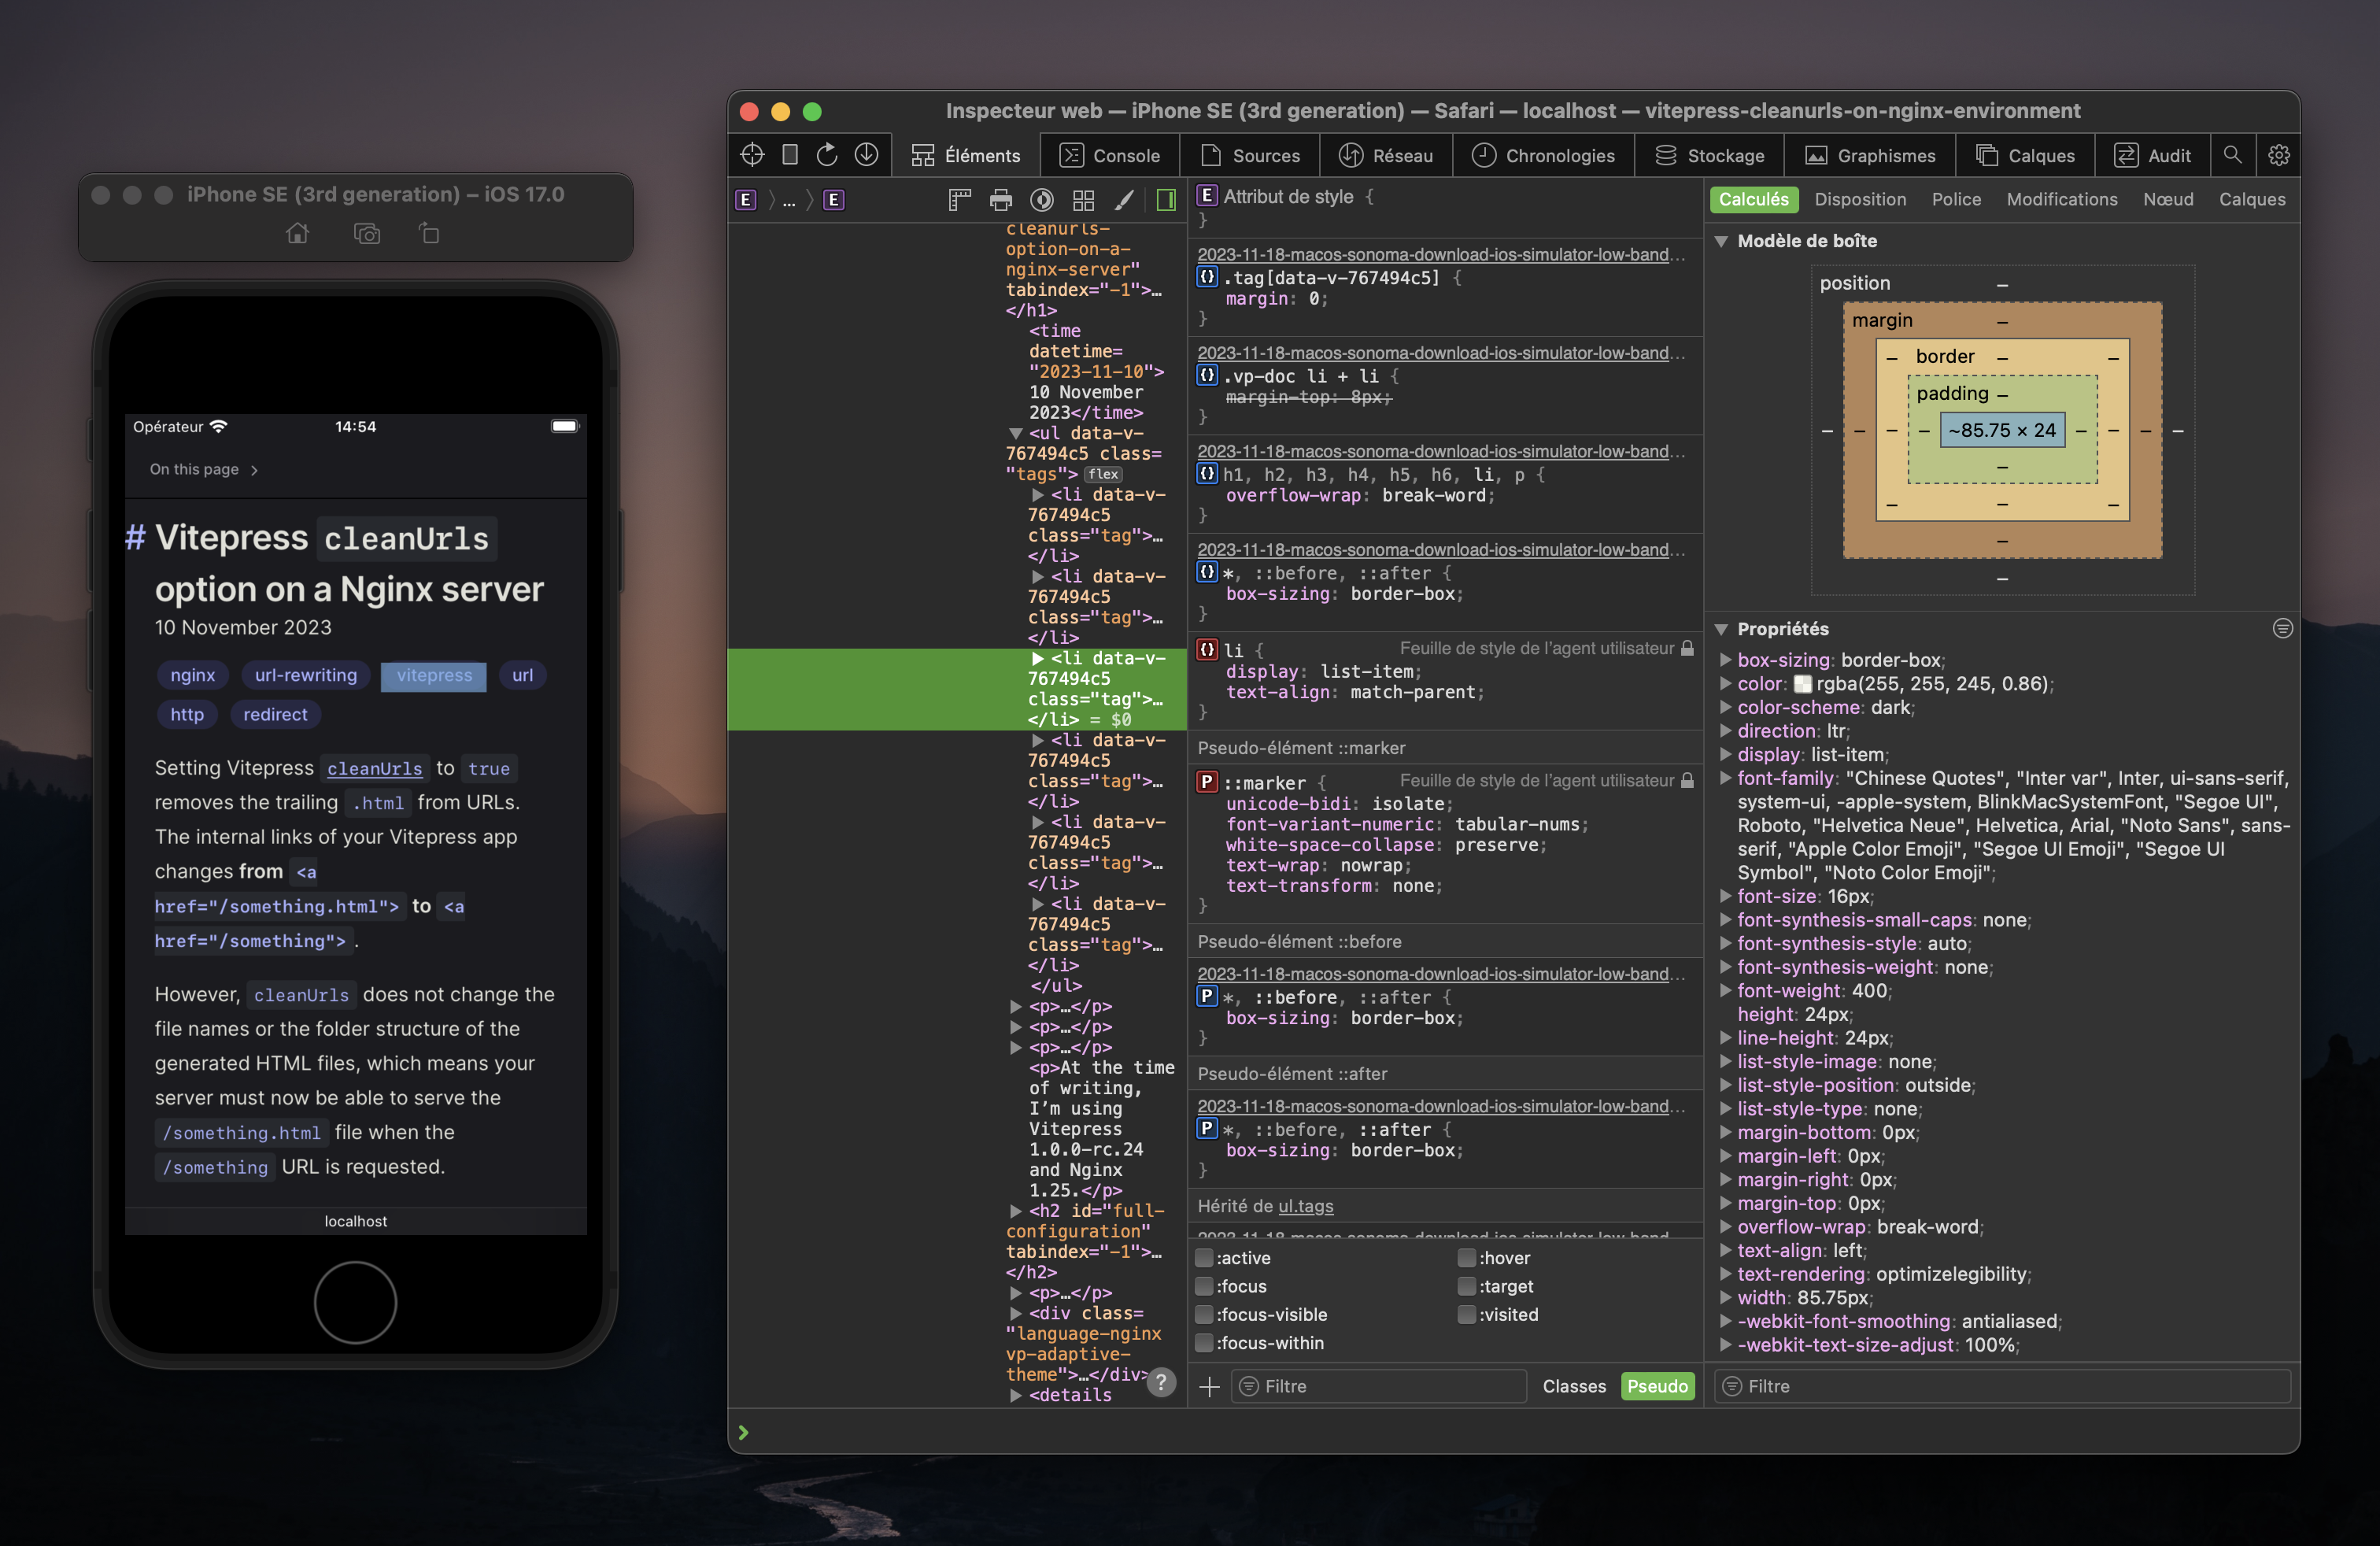 iPhone SE (3rd generation) – iOS 17.0
Opérateur
14:54
On this page
# Vitepress cleanUrls
option on a Nginx server
10 November 2023
nginx
url-rewriting
vitepress
url
http
redirect
Setting Vitepress cleanUrls to true
removes the trailing .html from URLs.
The internal links of your Vitepress app
changes from <a
href="/something.html"> to <a
href="/something"> .
However, cleanUrls does not change the
file names or the folder structure of the
generated HTML files, which means your
server must now be able to serve the
/something.html file when the
/something URL is requested.
localhost
Inspecteur web — iPhone SE (3rd generation) — Safari — localhost — vitepress-cleanurls-on-nginx-environment
Éléments
Console
Sources
Réseau
Chronologies
Stockage
Graphismes
Calques
Audit
E
...
E
cleanurls-
option-on-a-
nginx-server"
tabindex="-1">…
</h1>
<time
datetime=
"2023-11-10">
10 November
2023</time>
<ul data-v-
767494c5 class=
"tags"> flex
<li data-v-
767494c5
class="tag">…
</li>
<li data-v-
767494c5
class="tag">…
</li>
<li data-v-
767494c5
class="tag">…
</li> = $0
<li data-v-
767494c5
class="tag">…
</li>
<li data-v-
767494c5
class="tag">…
</li>
<li data-v-
767494c5
class="tag">…
</li>
</ul>
<p>…</p>
<p>…</p>
<p>…</p>
<p>At the time
of writing,
I’m using
Vitepress
1.0.0-rc.24
and Nginx
1.25.</p>
<h2 id="full-
configuration"
tabindex="-1">…
</h2>
<p>…</p>
<div class=
"language-nginx
vp-adaptive-
theme">…</div>
<details
?
E Attribut de style {
}
2023-11-18-macos-sonoma-download-ios-simulator-low-band…
{} .tag[data-v-767494c5] {
margin: 0;
}
2023-11-18-macos-sonoma-download-ios-simulator-low-band…
{} .vp-doc li + li {
margin-top: 8px;
}
2023-11-18-macos-sonoma-download-ios-simulator-low-band…
{} h1, h2, h3, h4, h5, h6, li, p {
overflow-wrap: break-word;
}
2023-11-18-macos-sonoma-download-ios-simulator-low-band…
{} *, ::before, ::after {
box-sizing: border-box;
}
{} li { Feuille de style de l’agent utilisateur
display: list-item;
text-align: match-parent;
}
Pseudo-élément ::marker
P ::marker { Feuille de style de l’agent utilisateur
unicode-bidi: isolate;
font-variant-numeric: tabular-nums;
white-space-collapse: preserve;
text-wrap: nowrap;
text-transform: none;
}
Pseudo-élément ::before
2023-11-18-macos-sonoma-download-ios-simulator-low-band…
P *, ::before, ::after {
box-sizing: border-box;
}
Pseudo-élément ::after
2023-11-18-macos-sonoma-download-ios-simulator-low-band…
P *, ::before, ::after {
box-sizing: border-box;
}
Hérité de ul.tags
2023-11-18-macos-sonoma-download-ios-simulator-low-band
:active
:hover
:focus
:target
:focus-visible
:visited
:focus-within
Filtre
Classes
Pseudo
Calculés
Disposition
Police
Modifications
Nœud
Calques
Modèle de boîte
position –
margin –
– border – –
padding –
– – – – ~85.75 × 24 – – – –
–
– – –
–
–
Propriétés
box-sizing: border-box;
color: rgba(255, 255, 245, 0.86);
color-scheme: dark;
direction: ltr;
display: list-item;
font-family: "Chinese Quotes", "Inter var", Inter, ui-sans-serif,
system-ui, -apple-system, BlinkMacSystemFont, "Segoe UI",
Roboto, "Helvetica Neue", Helvetica, Arial, "Noto Sans", sans-
serif, "Apple Color Emoji", "Segoe UI Emoji", "Segoe UI
Symbol", "Noto Color Emoji";
font-size: 16px;
font-synthesis-small-caps: none;
font-synthesis-style: auto;
font-synthesis-weight: none;
font-weight: 400;
height: 24px;
line-height: 24px;
list-style-image: none;
list-style-position: outside;
list-style-type: none;
margin-bottom: 0px;
margin-left: 0px;
margin-right: 0px;
margin-top: 0px;
overflow-wrap: break-word;
text-align: left;
text-rendering: optimizelegibility;
width: 85.75px;
-webkit-font-smoothing: antialiased;
-webkit-text-size-adjust: 100%;
Filtre